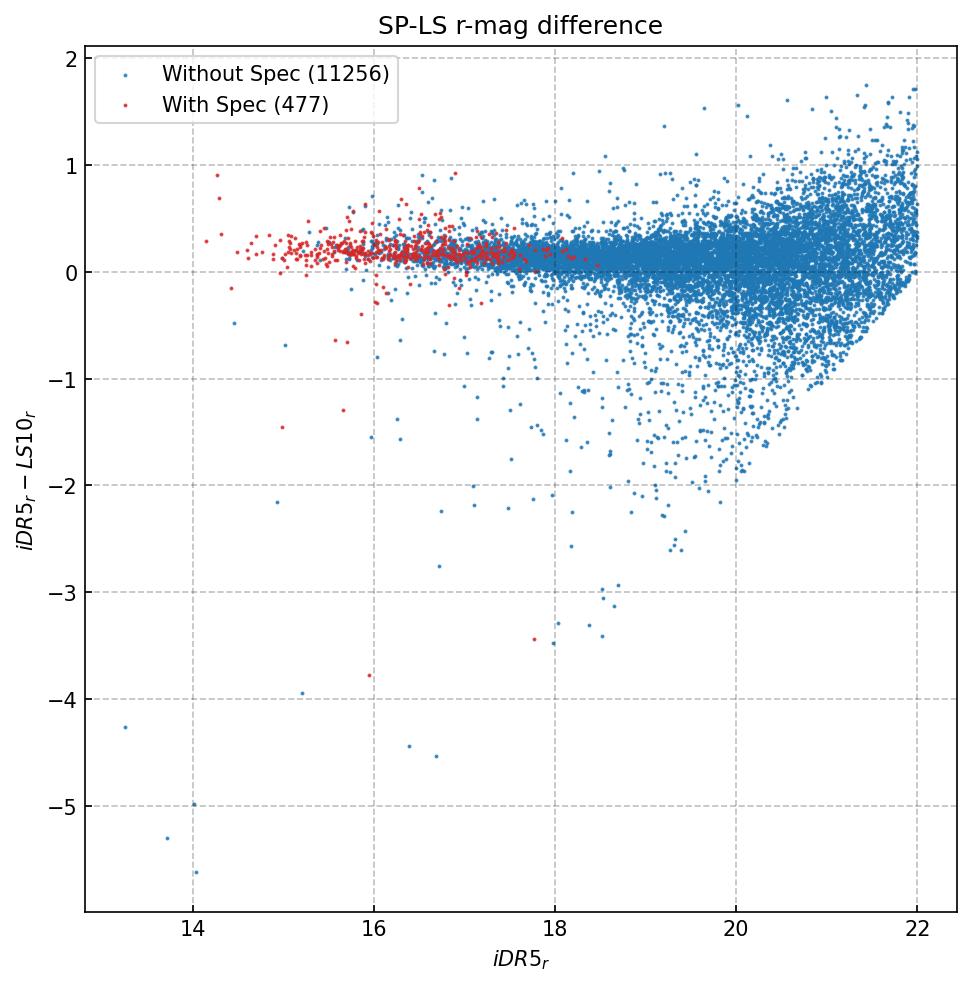 SP-LS r-mag difference
Without Spec (11256)
With Spec (477)
2
1
0
−1
−2
−3
−4
−5
iDR5r − LS10r
14 16 18 20 22
iDR5r